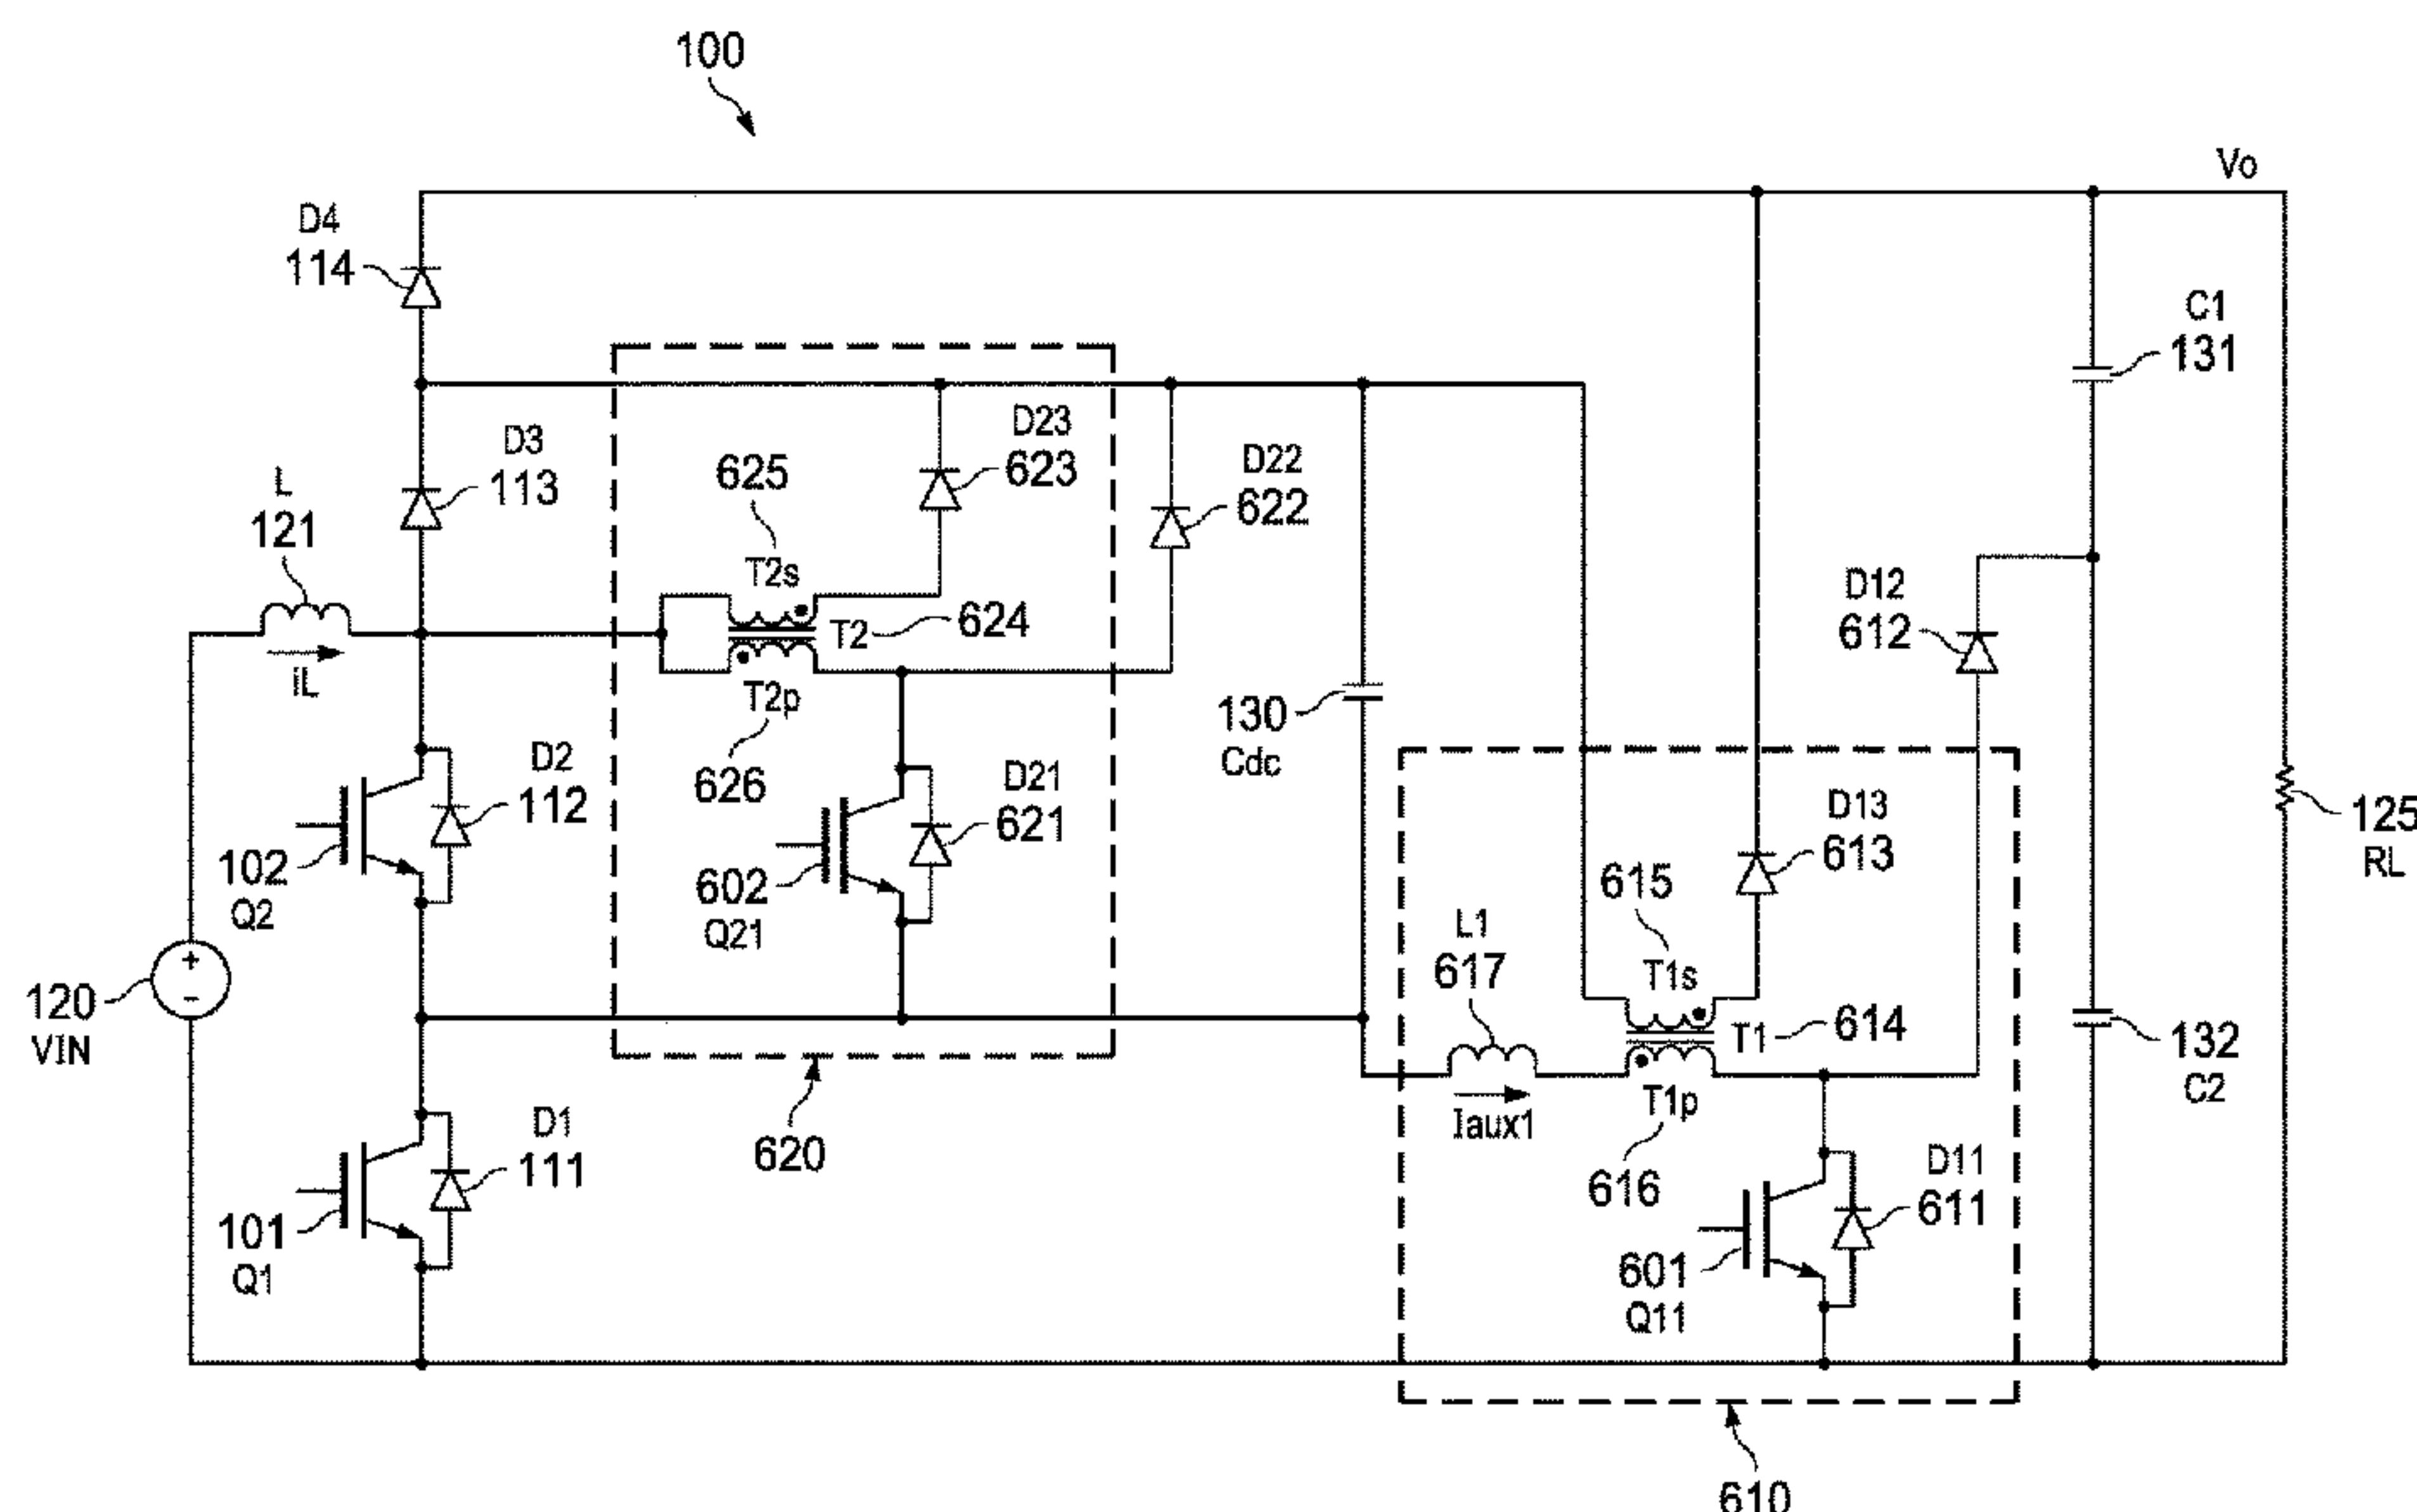 100
Vo
D4
114
C1
131
D3
113
D23
623
D22
622
625
T2s
L
121
iL
T2
624
D12
612
T2p
626
130
Cdc
D2
112
D21
621
D13
613
125
RL
102
Q2
602
Q21
615
T1s
L1
617
120
VIN
T1
614
132
C2
Iaux1
T1p
616
620
D1
111
D11
611
101
Q1
601
Q11
610
+
-